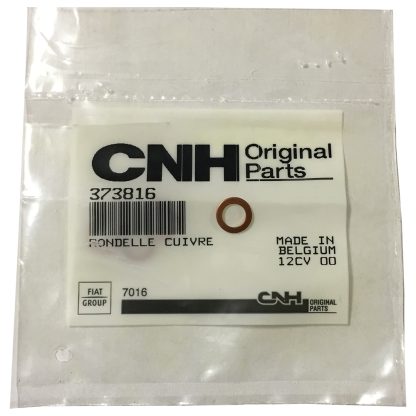 CNH Original
Parts
373816
RONDELLE CUIVRE
MADE IN
BELGIUM
12CV 00
FIAT
GROUP
7016
CNH ORIGINAL
PARTS